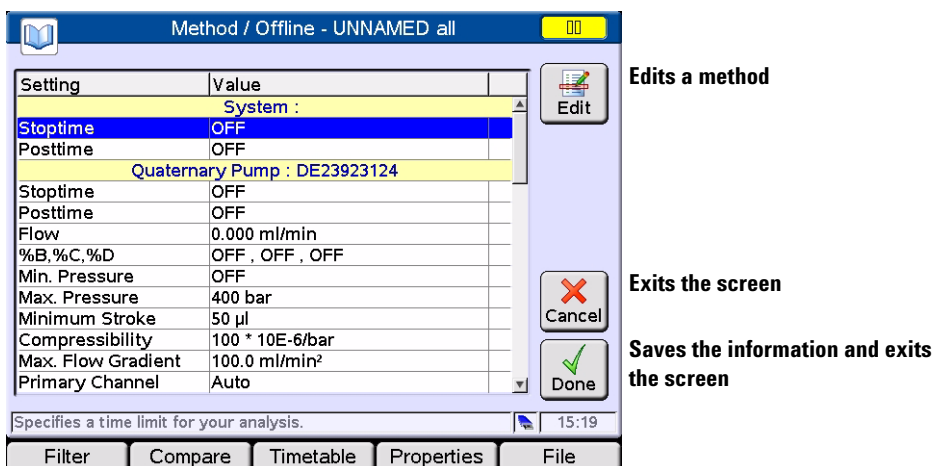 Method / Offline - UNNAMED all
Setting Value
System :
Stoptime OFF
Posttime OFF
Quaternary Pump : DE23923124
Stoptime OFF
Posttime OFF
Flow 0.000 ml/min
%B,%C,%D OFF , OFF , OFF
Min. Pressure OFF
Max. Pressure 400 bar
Minimum Stroke 50 µl
Compressibility 100 * 10E-6/bar
Max. Flow Gradient 100.0 ml/min²
Primary Channel Auto
Edit
Cancel
Done
Specifies a time limit for your analysis.
15:19
Filter Compare Timetable Properties File
Edits a method
Exits the screen
Saves the information and exits
the screen